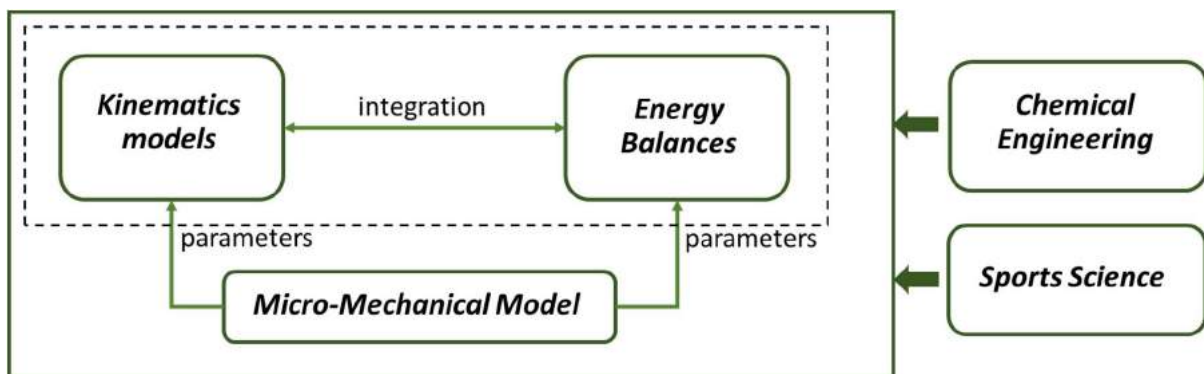 Kinematics
models
integration
Energy
Balances
Chemical
Engineering
parameters
parameters
Micro-Mechanical Model
Sports Science